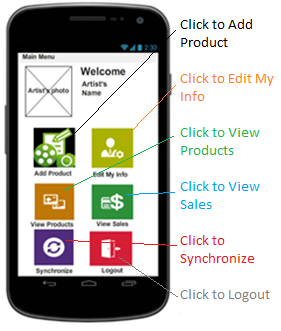 2:30
Main Menu
Welcome
Artist's
Name
Artist's photo
Add Product
Edit My Info
View Products
View Sales
Synchronize
Logout
Click to Add
Product
Click to Edit My
Info
Click to View
Products
Click to View
Sales
Click to
Synchronize
Click to Logout